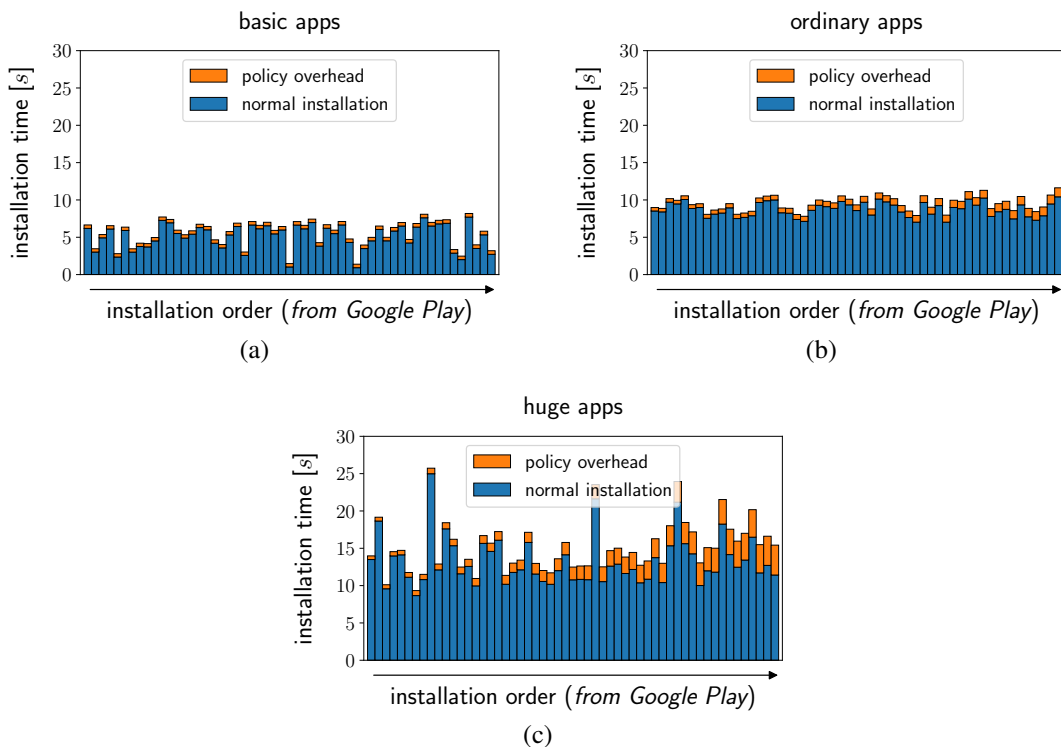 basic apps
30
25
20
15
10
5
0
installation time [s]
policy overhead
normal installation
installation order (from Google Play)
(a)
ordinary apps
30
25
20
15
10
5
0
installation time [s]
policy overhead
normal installation
installation order (from Google Play)
(b)
huge apps
30
25
20
15
10
5
0
installation time [s]
policy overhead
normal installation
installation order (from Google Play)
(c)